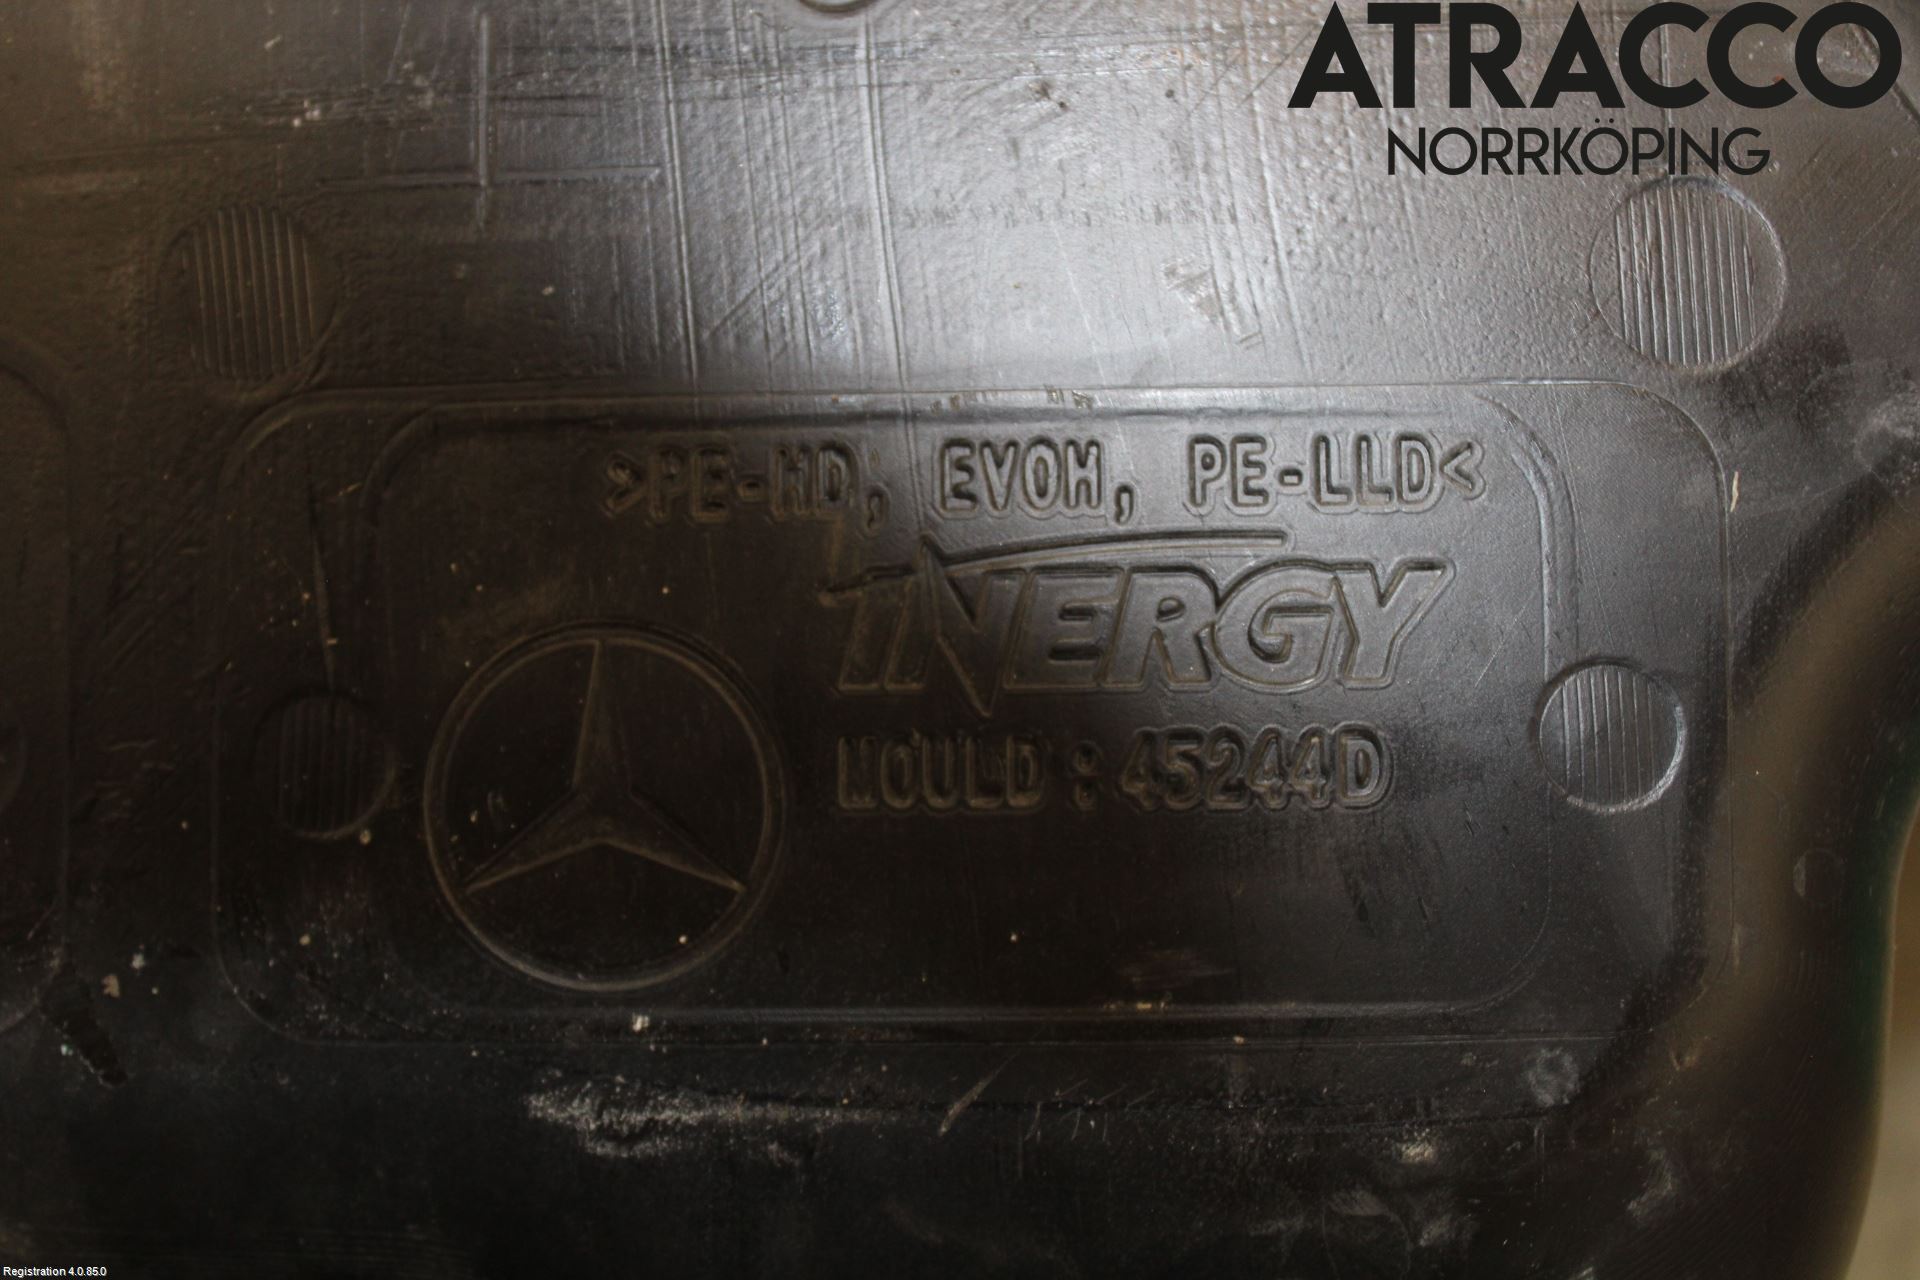 ATRACCO
NORRKÖPING
>PE-HD, EVOH, PE-LLD<
INERGY
MOULD : 45244D
Registration 4.0.85.0